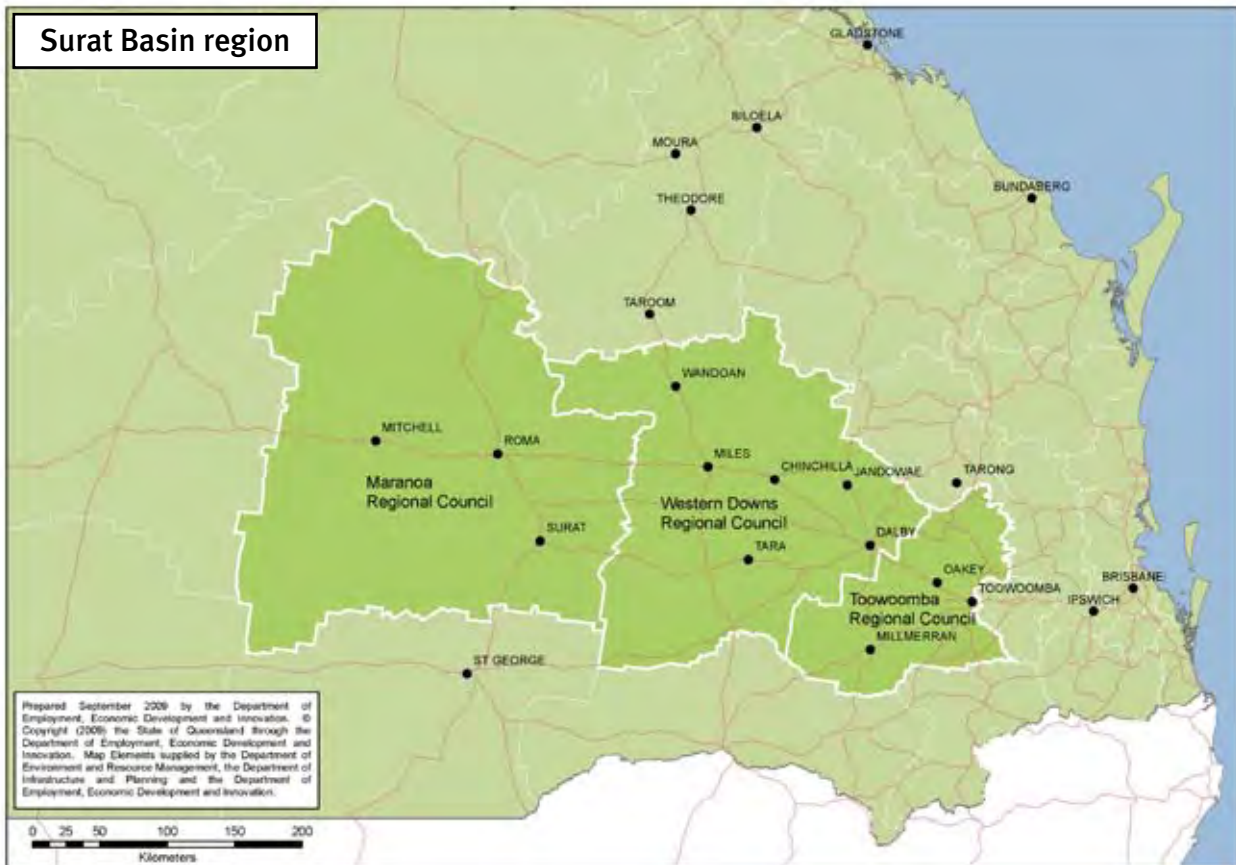 Surat Basin region
GLADSTONE
BILOELA
MOURA
BUNDABERG
THEODORE
TAROOM
WANDOAN
MITCHELL
ROMA
MILES
CHINCHILLA
JANDOWAE
TARONG
Maranoa
Regional Council
Western Downs
Regional Council
SURAT
TARA
DALBY
OAKEY
TOOWOOMBA
BRISBANE
IPSWICH
Toowoomba
Regional Council
MILLMERRAN
ST GEORGE
Prepared September 2009 by the Department of
Employment, Economic Development and Innovation. ©
Copyright (2009) the State of Queensland through the
Department of Employment, Economic Development and
Innovation. Map Elements supplied by the Department of
Environment and Resource Management, the Department of
Infrastructure and Planning and the Department of
Employment, Economic Development and Innovation.
0 25 50 100 150 200
Kilometers